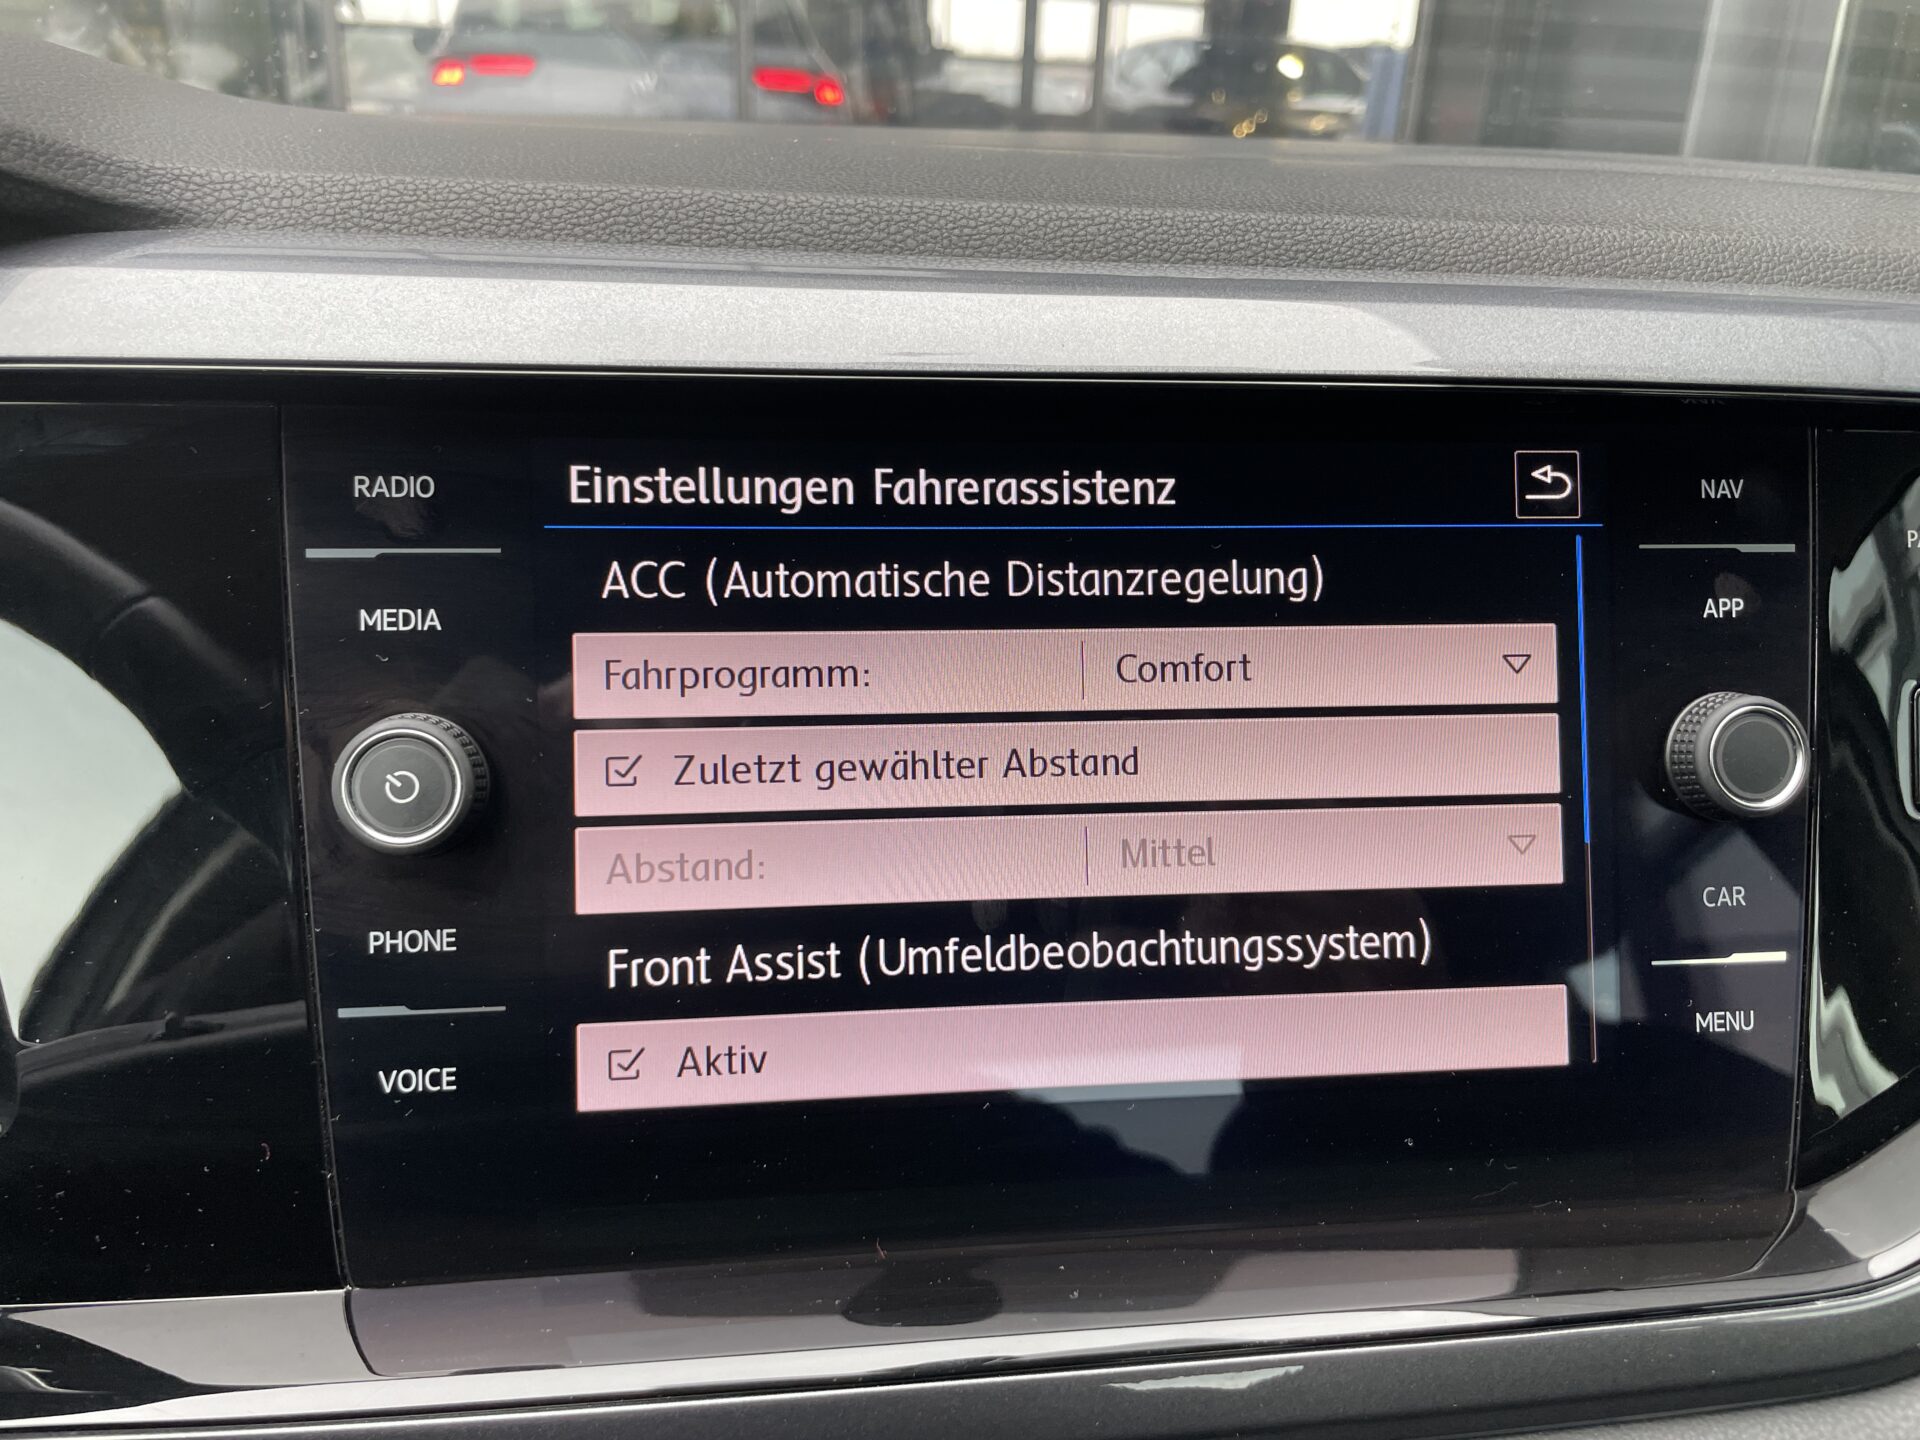 RADIO
MEDIA
PHONE
VOICE
Einstellungen Fahrerassistenz
ACC (Automatische Distanzregelung)
Fahrprogramm: Comfort
Zuletzt gewählter Abstand
Abstand: Mittel
Front Assist (Umfeldbeobachtungssystem)
Aktiv
NAV
APP
CAR
MENU